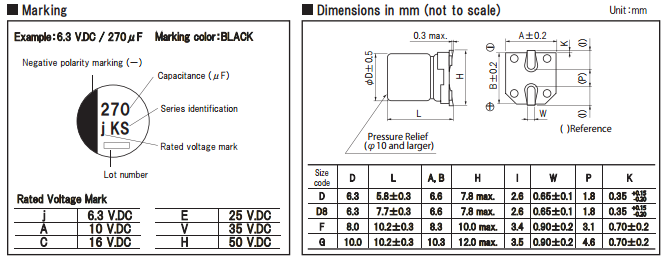 ■ Marking
Example:6.3 V.DC / 270μF Marking color:BLACK
Negative polarity marking (−)
Capacitance (μF)
Series identification
Rated voltage mark
Lot number
270
j KS
Rated Voltage Mark
j 6.3 V.DC E 25 V.DC
A 10 V.DC V 35 V.DC
C 16 V.DC H 50 V.DC
■ Dimensions in mm (not to scale) Unit:mm
0.3 max.
φD±0.5
H
L
Pressure Relief
(φ10 and larger)
A±0.2
K
B±0.2
(I)
(P)
(I)
W
( )Reference
⊖
⊕
Size code D L A, B H I W P K
D 6.3 5.8±0.3 6.6 7.8 max. 2.6 0.65±0.1 1.8 0.35 +0.15 -0.20
D8 6.3 7.7±0.3 6.6 7.8 max. 2.6 0.65±0.1 1.8 0.35 +0.15 -0.20
F 8.0 10.2±0.3 8.3 10.0 max. 3.4 0.90±0.2 3.1 0.70±0.2
G 10.0 10.2±0.3 10.3 12.0 max. 3.5 0.90±0.2 4.6 0.70±0.2